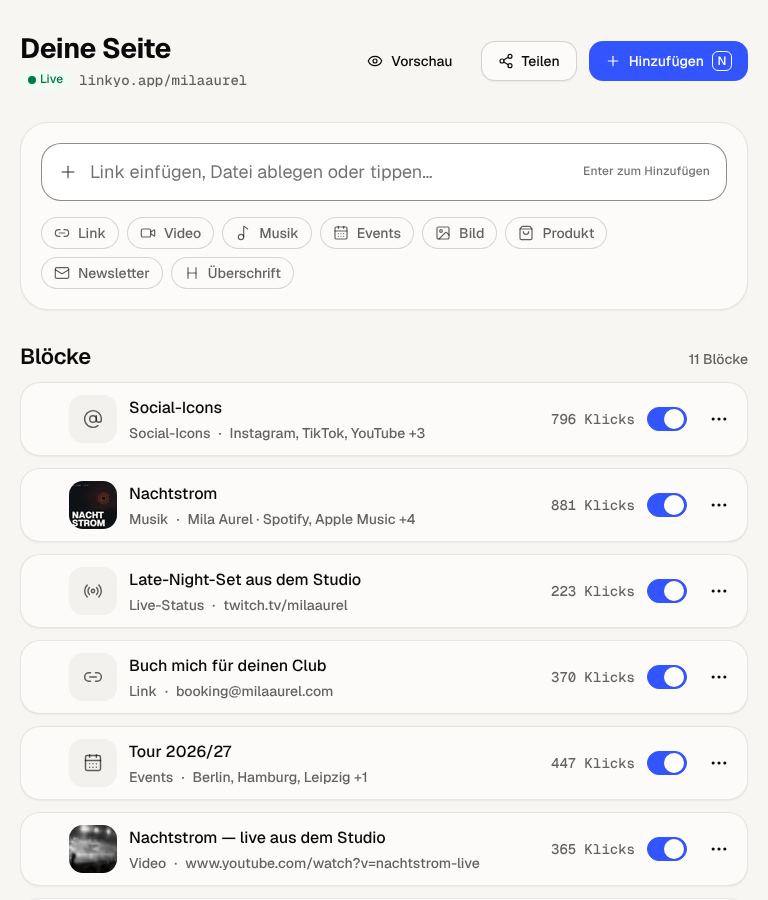 Deine Seite
Live linkyo.app/milaaurel
Vorschau
Teilen
Hinzufügen N
Link einfügen, Datei ablegen oder tippen…
Enter zum Hinzufügen
Link Video Musik Events Bild Produkt
Newsletter Überschrift
Blöcke
11 Blöcke
Social-Icons
Social-Icons · Instagram, TikTok, YouTube +3
796 Klicks
NACHT
STROM
Nachtstrom
Musik · Mila Aurel · Spotify, Apple Music +4
881 Klicks
Late-Night-Set aus dem Studio
Live-Status · twitch.tv/milaaurel
223 Klicks
Buch mich für deinen Club
Link · booking@milaaurel.com
370 Klicks
Tour 2026/27
Events · Berlin, Hamburg, Leipzig +1
447 Klicks
Nachtstrom — live aus dem Studio
Video · www.youtube.com/watch?v=nachtstrom-live
365 Klicks